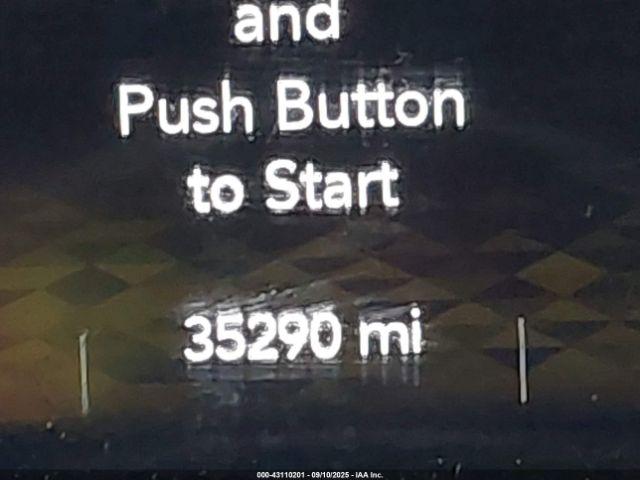 and
Push Button
to Start
35290 mi
000-43110201 - 09/10/2025 - IAA Inc.